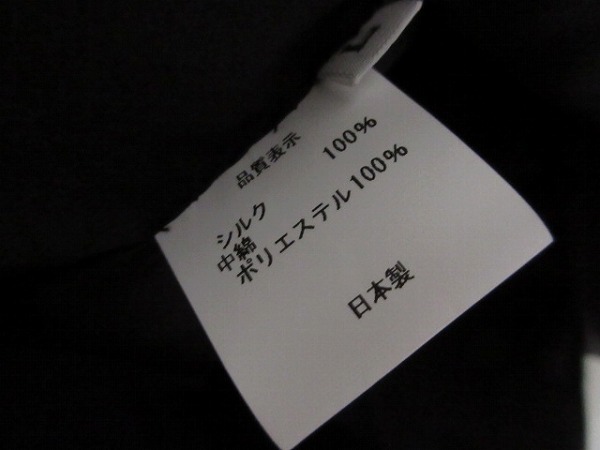 品質表示
シルク 100%
中綿
ポリエステル100%
日本製